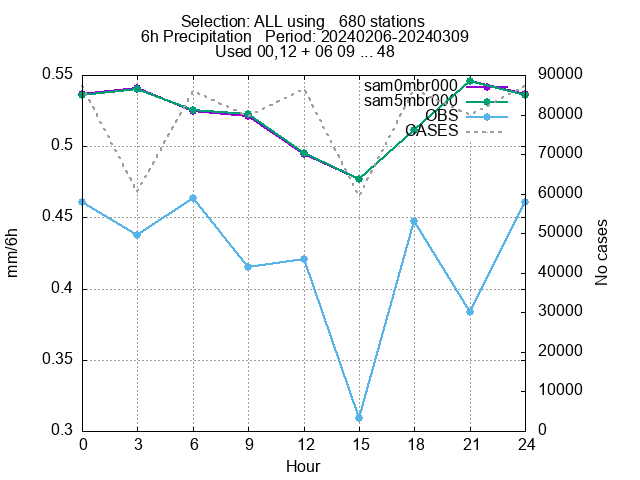 Selection: ALL using   680 stations
6h Precipitation   Period: 20240206-20240309
Used 00,12 + 06 09 ... 48
0.55
0.5
0.45
0.4
0.35
0.3
mm/6h
90000
80000
70000
60000
50000
40000
30000
20000
10000
0
No cases
sam0mbr000
sam5mbr000
OBS
CASES
0 3 6 9 12 15 18 21 24
Hour